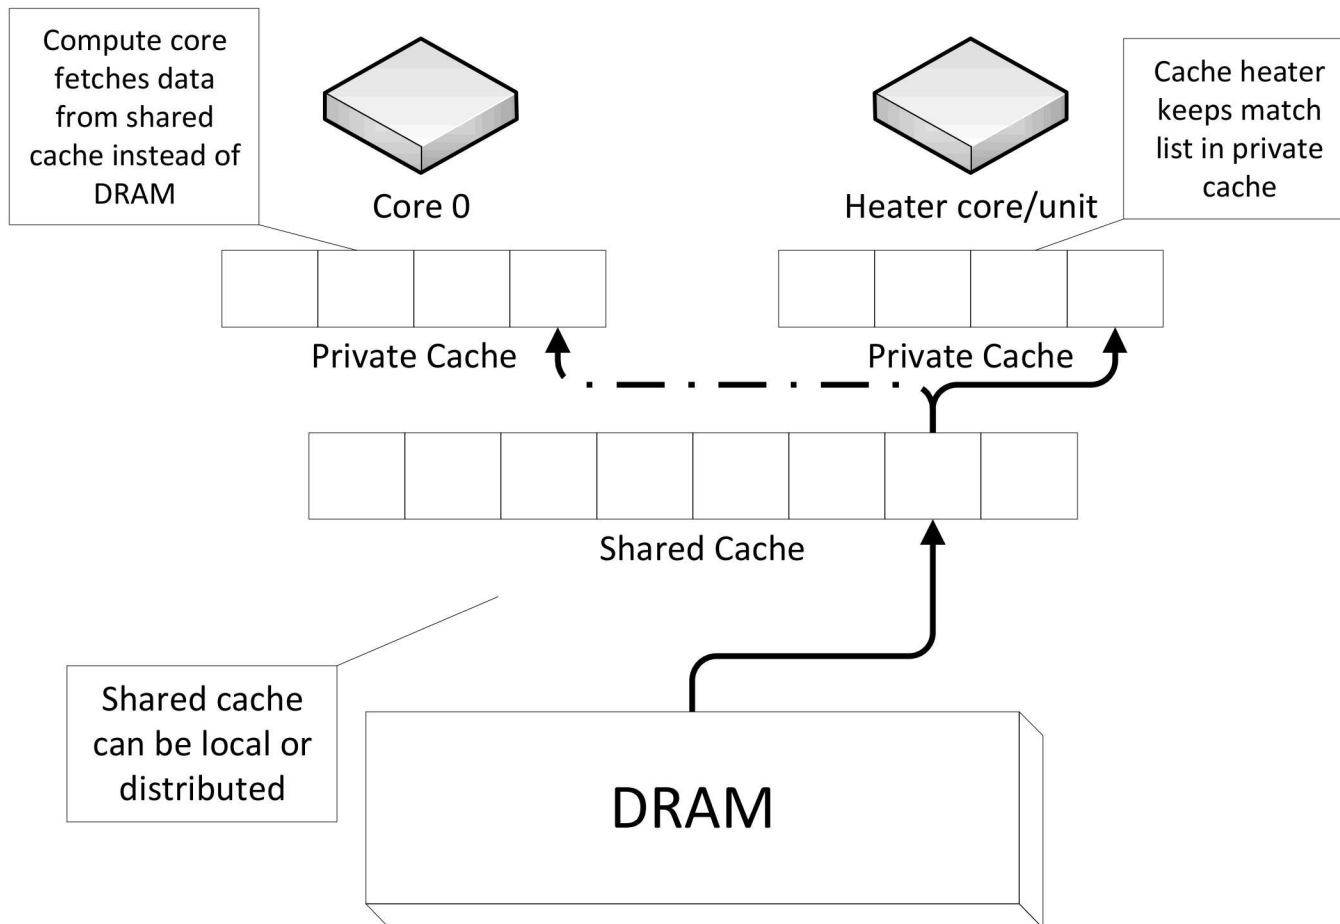 Compute core
fetches data
from shared
cache instead of
DRAM
Core 0
Heater core/unit
Cache heater
keeps match
list in private
cache
Private Cache
Private Cache
Shared Cache
Shared cache
can be local or
distributed
DRAM